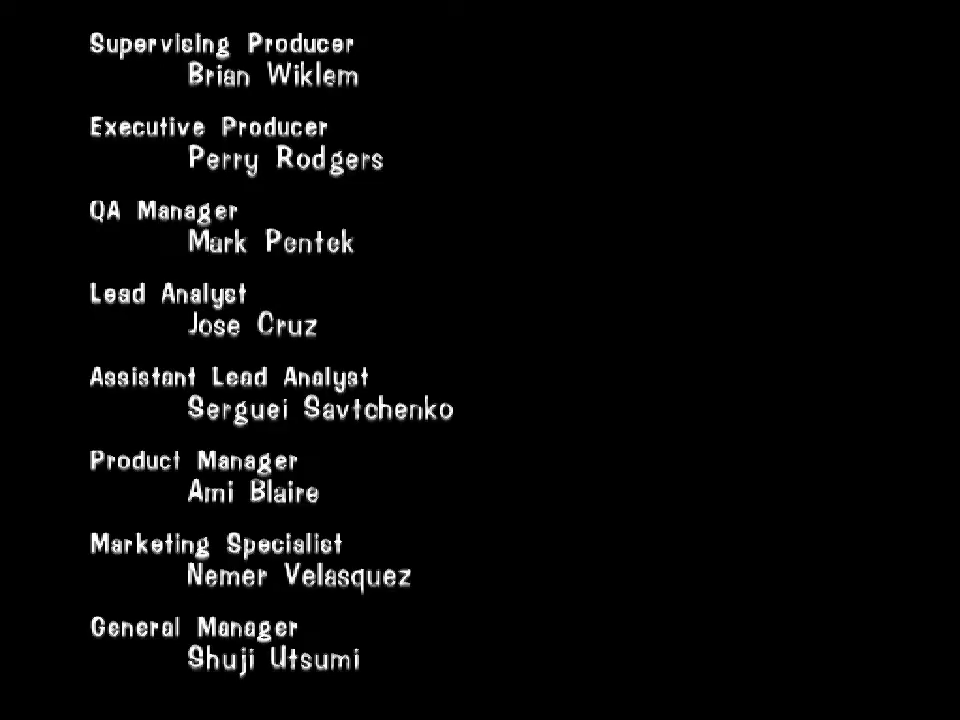 Supervising Producer
Brian Wiklem
Executive Producer
Perry Rodgers
QA Manager
Mark Pentek
Lead Analyst
Jose Cruz
Assistant Lead Analyst
Serguei Savtchenko
Product Manager
Ami Blaire
Marketing Specialist
Nemer Velasquez
General Manager
Shuji Utsumi